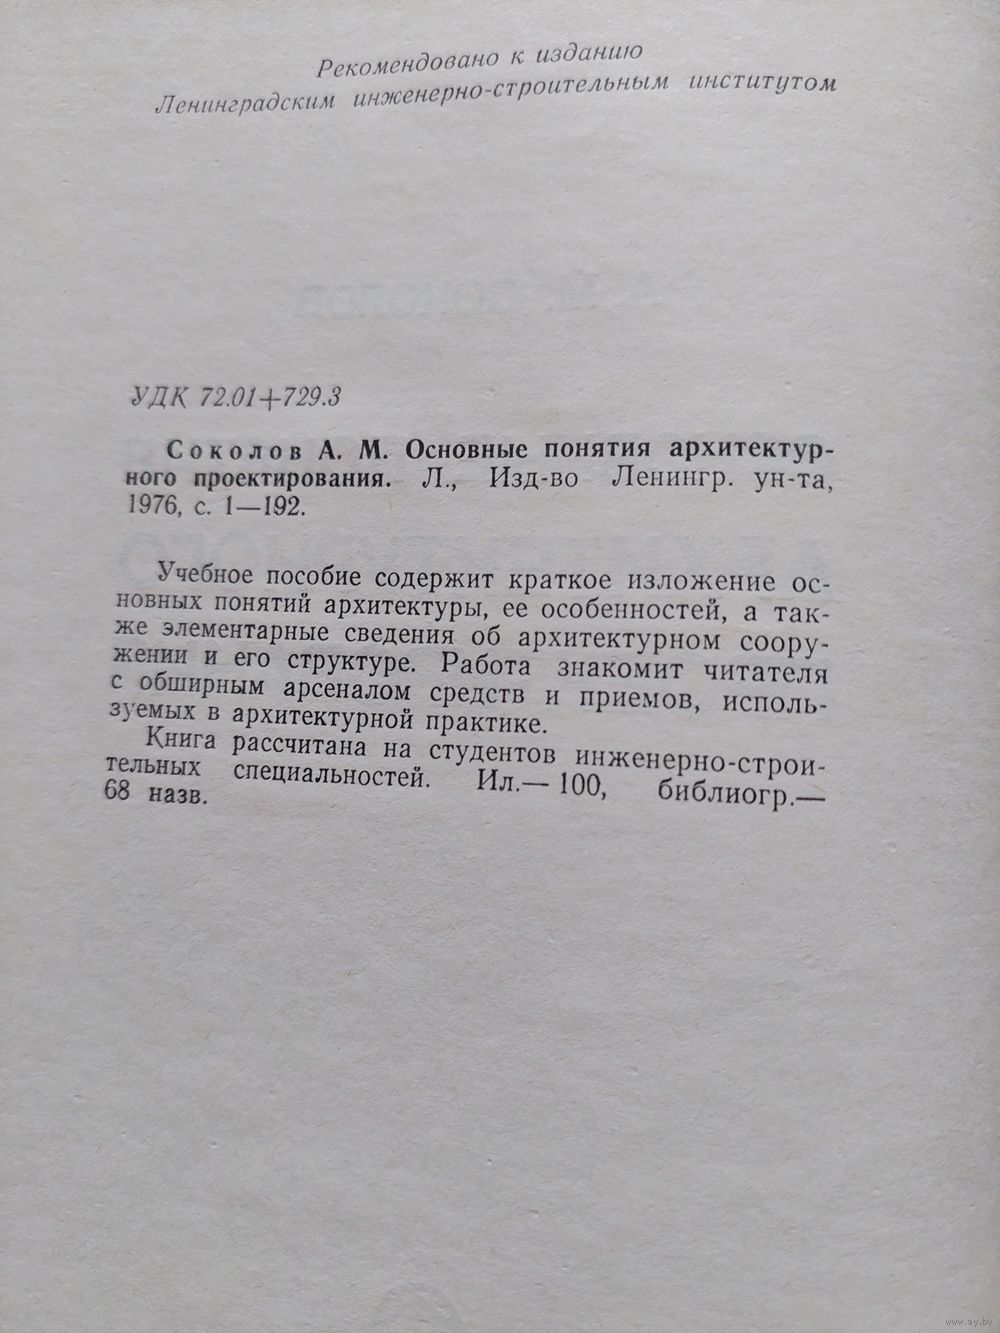 Рекомендовано к изданию
Ленинградским инженерно-строительным институтом
УДК 72.01+729.3
Соколов А. М. Основные понятия архитектур-
ного проектирования. Л., Изд-во Ленингр. ун-та,
1976, с. 1—192.
Учебное пособие содержит краткое изложение ос-
новных понятий архитектуры, ее особенностей, а так-
же элементарные сведения об архитектурном соору-
жении и его структуре. Работа знакомит читателя
с обширным арсеналом средств и приемов, исполь-
зуемых в архитектурной практике.
Книга рассчитана на студентов инженерно-строи-
тельных специальностей. Ил.— 100, библиогр.—
68 назв.
www.ay.by